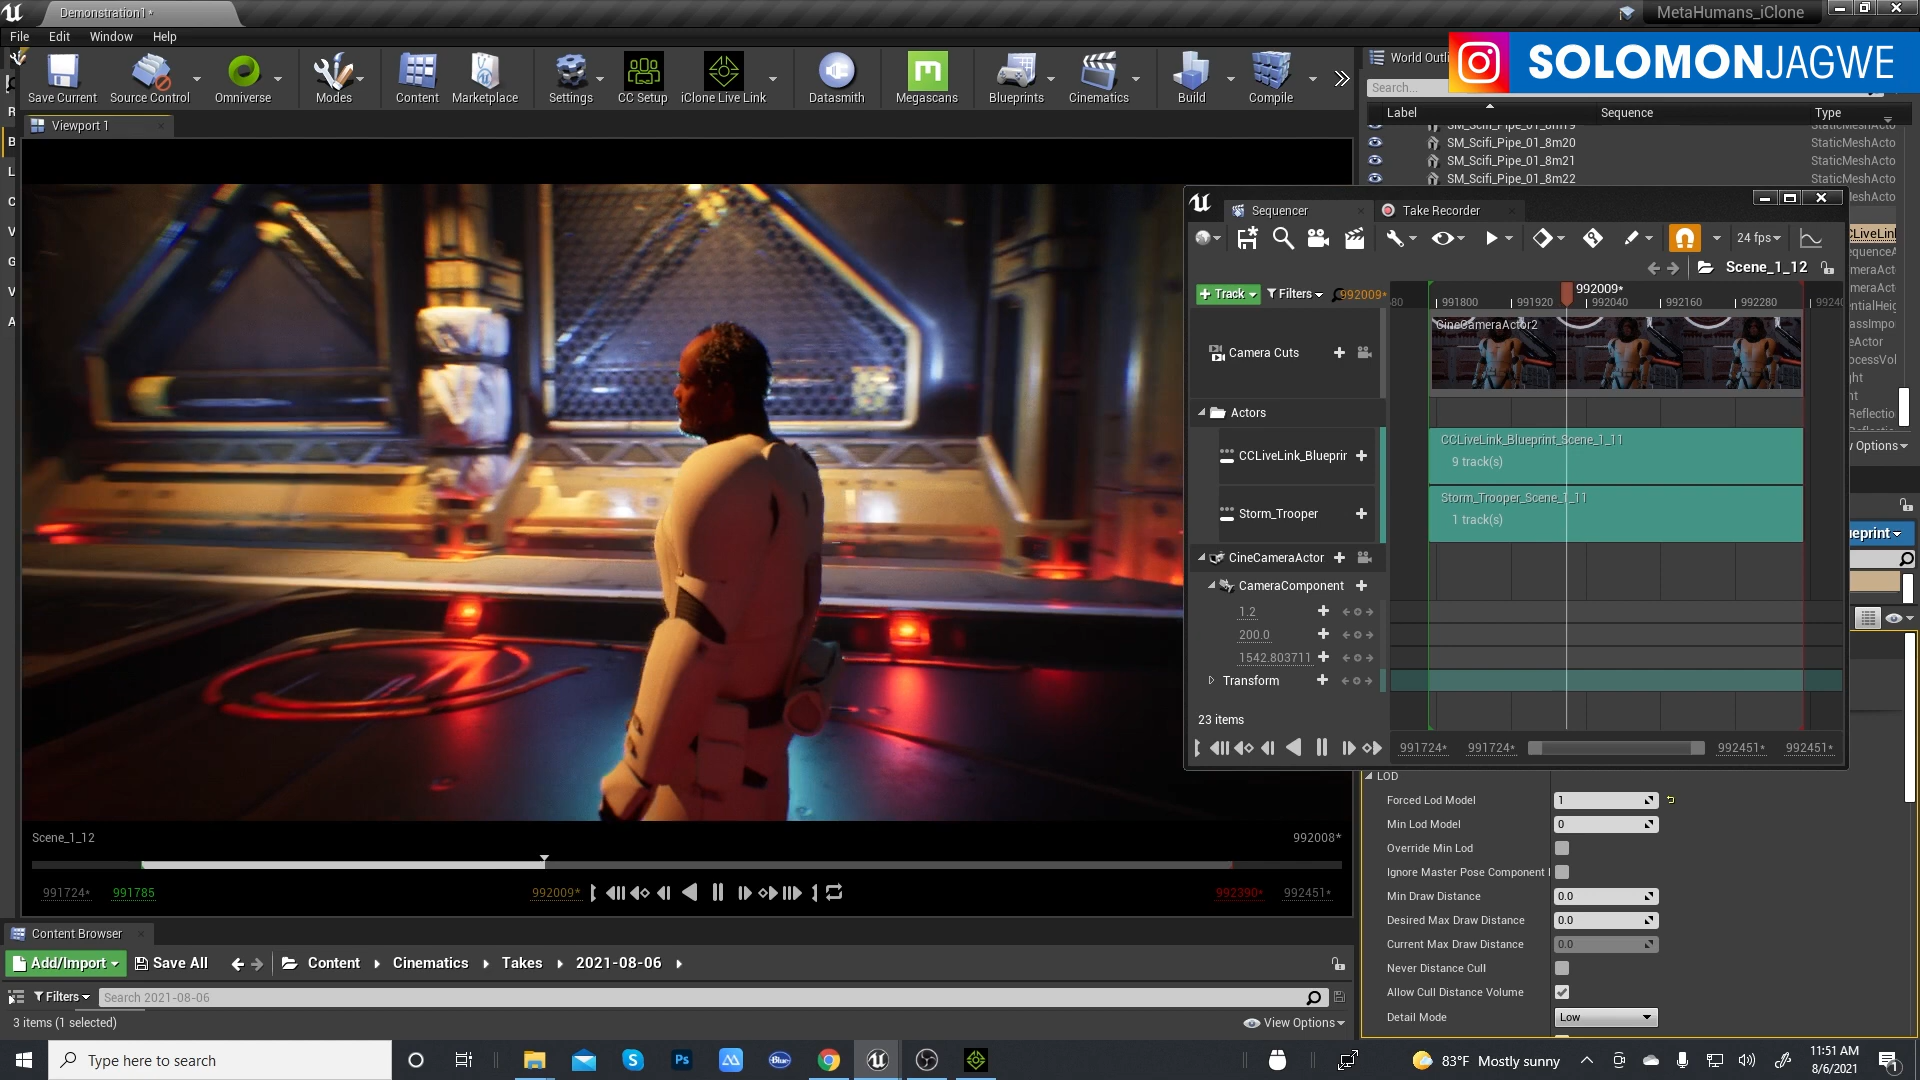 Demonstration1*
MetaHumans_iClone
File Edit Window Help
SOLOMONJAGWE
Save Current
Source Control
Omniverse
Modes
Content
Marketplace
Settings
CC Setup
iClone Live Link
Datasmith
Megascans
Blueprints
Cinematics
Build
Compile
World Outli
Search...
Label Sequence Type
Viewport 1
SM_Scifi_Pipe_01_8m19 StaticMeshActo
SM_Scifi_Pipe_01_8m20 StaticMeshActo
SM_Scifi_Pipe_01_8m21 StaticMeshActo
SM_Scifi_Pipe_01_8m22 StaticMeshActo
Sequencer
Take Recorder
24 fps
Scene_1_12
+ Track
Filters
992009*
991800 991920 992040 992160 992280
992009*
Camera Cuts
CineCameraActor2
Actors
CCLiveLink_Blueprir
CCLiveLink_Blueprint_Scene_1_11
9 track(s)
Storm_Trooper
Storm_Trooper_Scene_1_11
1 track(s)
CineCameraActor
CameraComponent
1.2
200.0
1542.803711
Transform
23 items
991724* 991724* 992451* 992451*
LOD
Forced Lod Model 1
Min Lod Model 0
Override Min Lod
Ignore Master Pose Component
Min Draw Distance 0.0
Desired Max Draw Distance 0.0
Current Max Draw Distance 0.0
Never Distance Cull
Allow Cull Distance Volume
Detail Mode Low
Scene_1_12
992008*
991724* 991785 992009* 992390* 992451*
Content Browser
Add/Import
Save All
Content
Cinematics
Takes
2021-08-06
Filters
Search 2021-08-06
3 items (1 selected)
View Options
Type here to search
83°F Mostly sunny
11:51 AM
8/6/2021